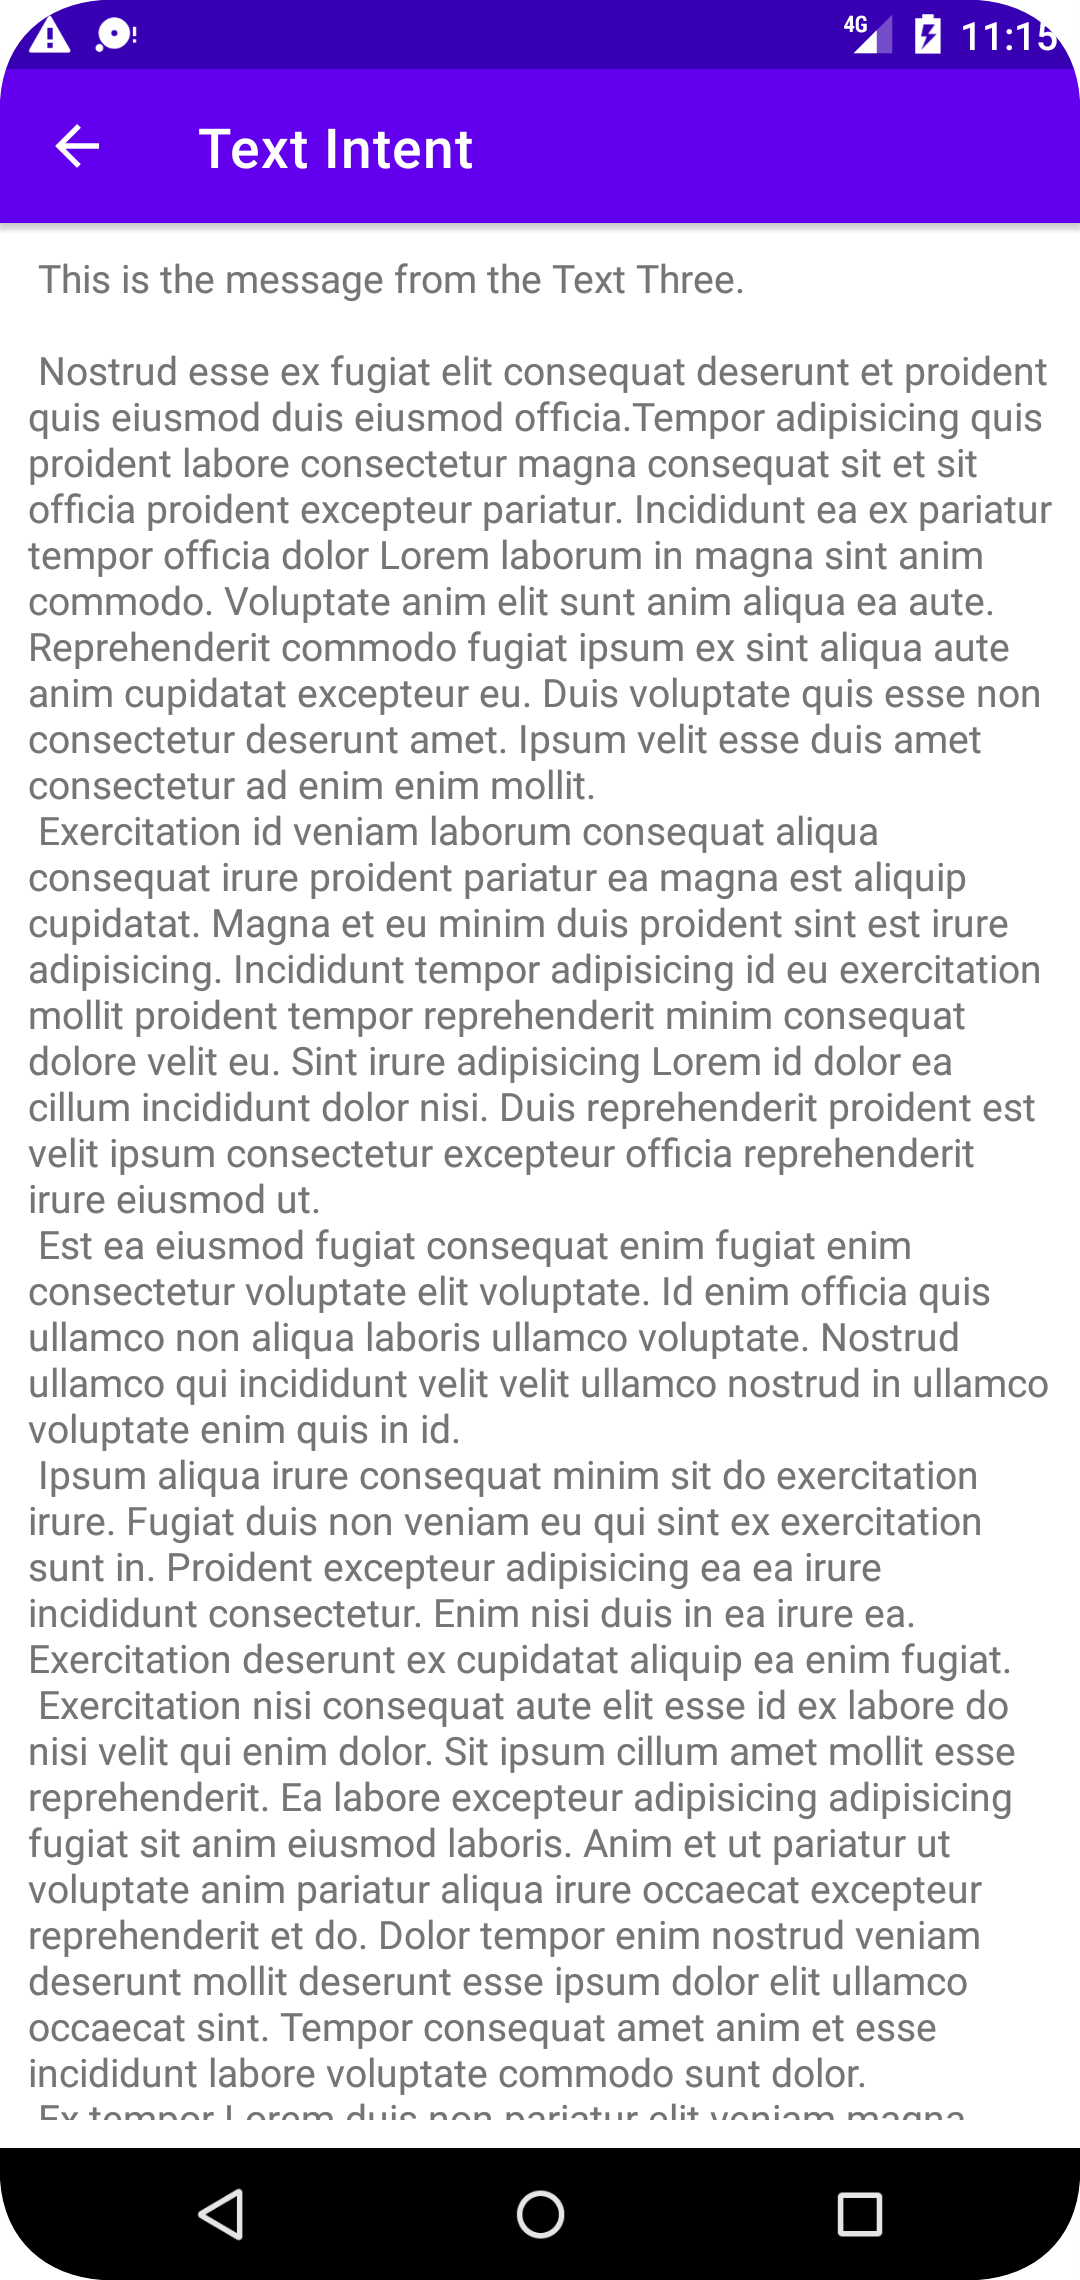 4G 11:15
Text Intent
This is the message from the Text Three.
Nostrud esse ex fugiat elit consequat deserunt et proident
quis eiusmod duis eiusmod officia.Tempor adipisicing quis
proident labore consectetur magna consequat sit et sit
officia proident excepteur pariatur. Incididunt ea ex pariatur
tempor officia dolor Lorem laborum in magna sint anim
commodo. Voluptate anim elit sunt anim aliqua ea aute.
Reprehenderit commodo fugiat ipsum ex sint aliqua aute
anim cupidatat excepteur eu. Duis voluptate quis esse non
consectetur deserunt amet. Ipsum velit esse duis amet
consectetur ad enim enim mollit.
Exercitation id veniam laborum consequat aliqua
consequat irure proident pariatur ea magna est aliquip
cupidatat. Magna et eu minim duis proident sint est irure
adipisicing. Incididunt tempor adipisicing id eu exercitation
mollit proident tempor reprehenderit minim consequat
dolore velit eu. Sint irure adipisicing Lorem id dolor ea
cillum incididunt dolor nisi. Duis reprehenderit proident est
velit ipsum consectetur excepteur officia reprehenderit
irure eiusmod ut.
Est ea eiusmod fugiat consequat enim fugiat enim
consectetur voluptate elit voluptate. Id enim officia quis
ullamco non aliqua laboris ullamco voluptate. Nostrud
ullamco qui incididunt velit velit ullamco nostrud in ullamco
voluptate enim quis in id.
Ipsum aliqua irure consequat minim sit do exercitation
irure. Fugiat duis non veniam eu qui sint ex exercitation
sunt in. Proident excepteur adipisicing ea ea irure
incididunt consectetur. Enim nisi duis in ea irure ea.
Exercitation deserunt ex cupidatat aliquip ea enim fugiat.
Exercitation nisi consequat aute elit esse id ex labore do
nisi velit qui enim dolor. Sit ipsum cillum amet mollit esse
reprehenderit. Ea labore excepteur adipisicing adipisicing
fugiat sit anim eiusmod laboris. Anim et ut pariatur ut
voluptate anim pariatur aliqua irure occaecat excepteur
reprehenderit et do. Dolor tempor enim nostrud veniam
deserunt mollit deserunt esse ipsum dolor elit ullamco
occaecat sint. Tempor consequat amet anim et esse
incididunt labore voluptate commodo sunt dolor.
Ex tempor Lorem duis non pariatur elit veniam magna